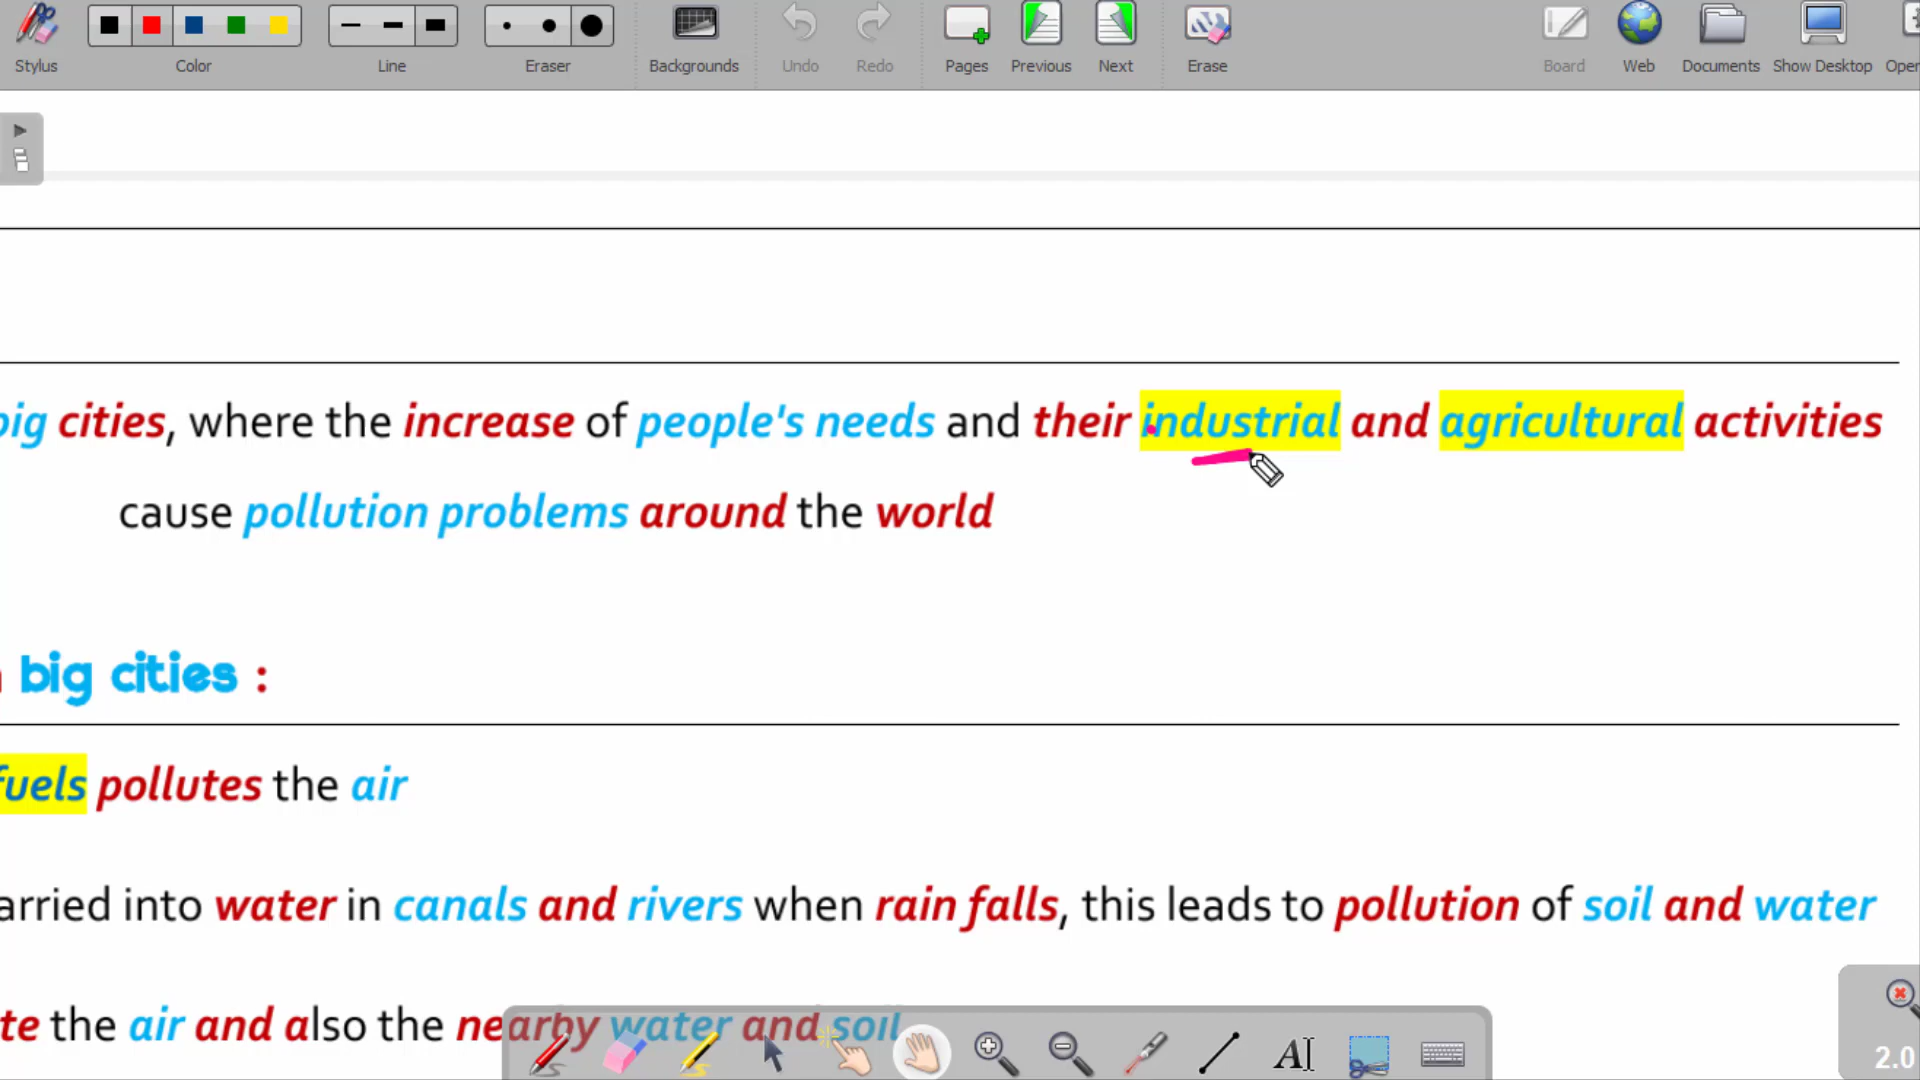 Stylus Color Line Eraser Backgrounds Undo Redo Pages Previous Next Erase Board Web Documents Show Desktop
big cities, where the increase of people's needs and their industrial and agricultural activities
cause pollution problems around the world
big cities :
fuels pollutes the air
arried into water in canals and rivers when rain falls, this leads to pollution of soil and water
te the air and also the nearby water and soil
2.0